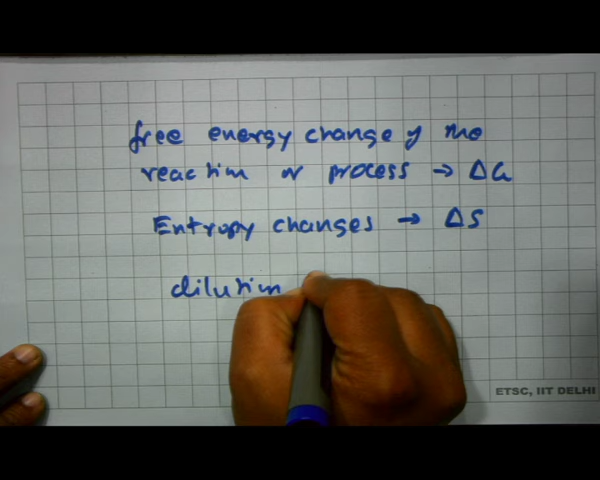 free energy change of the
reaction or process → ΔG
Entropy changes → ΔS
dilution
ETSC, IIT DELHI